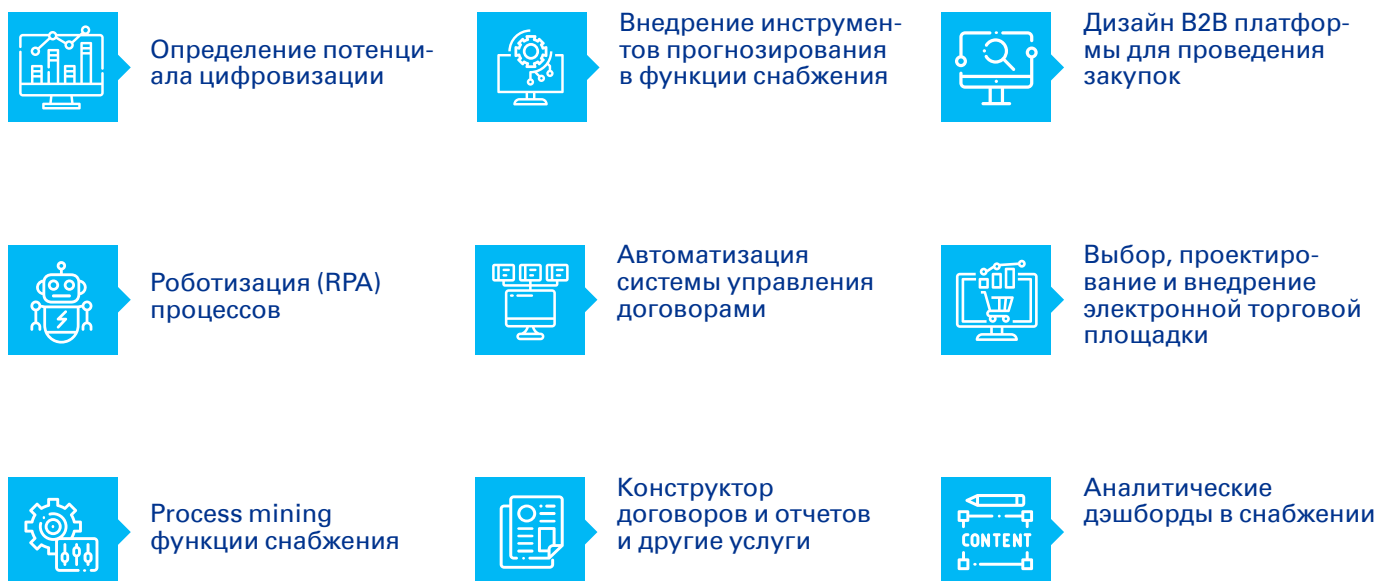 Определение потенци-
ала цифровизации
Внедрение инструмен-
тов прогнозирования
в функции снабжения
Дизайн B2B платфор-
мы для проведения
закупок
Роботизация (RPA)
процессов
Автоматизация
системы управления
договорами
Выбор, проектиро-
вание и внедрение
электронной торговой
площадки
Process mining
функции снабжения
Конструктор
договоров и отчетов
и другие услуги
CONTENT
Аналитические
дэшборды в снабжении